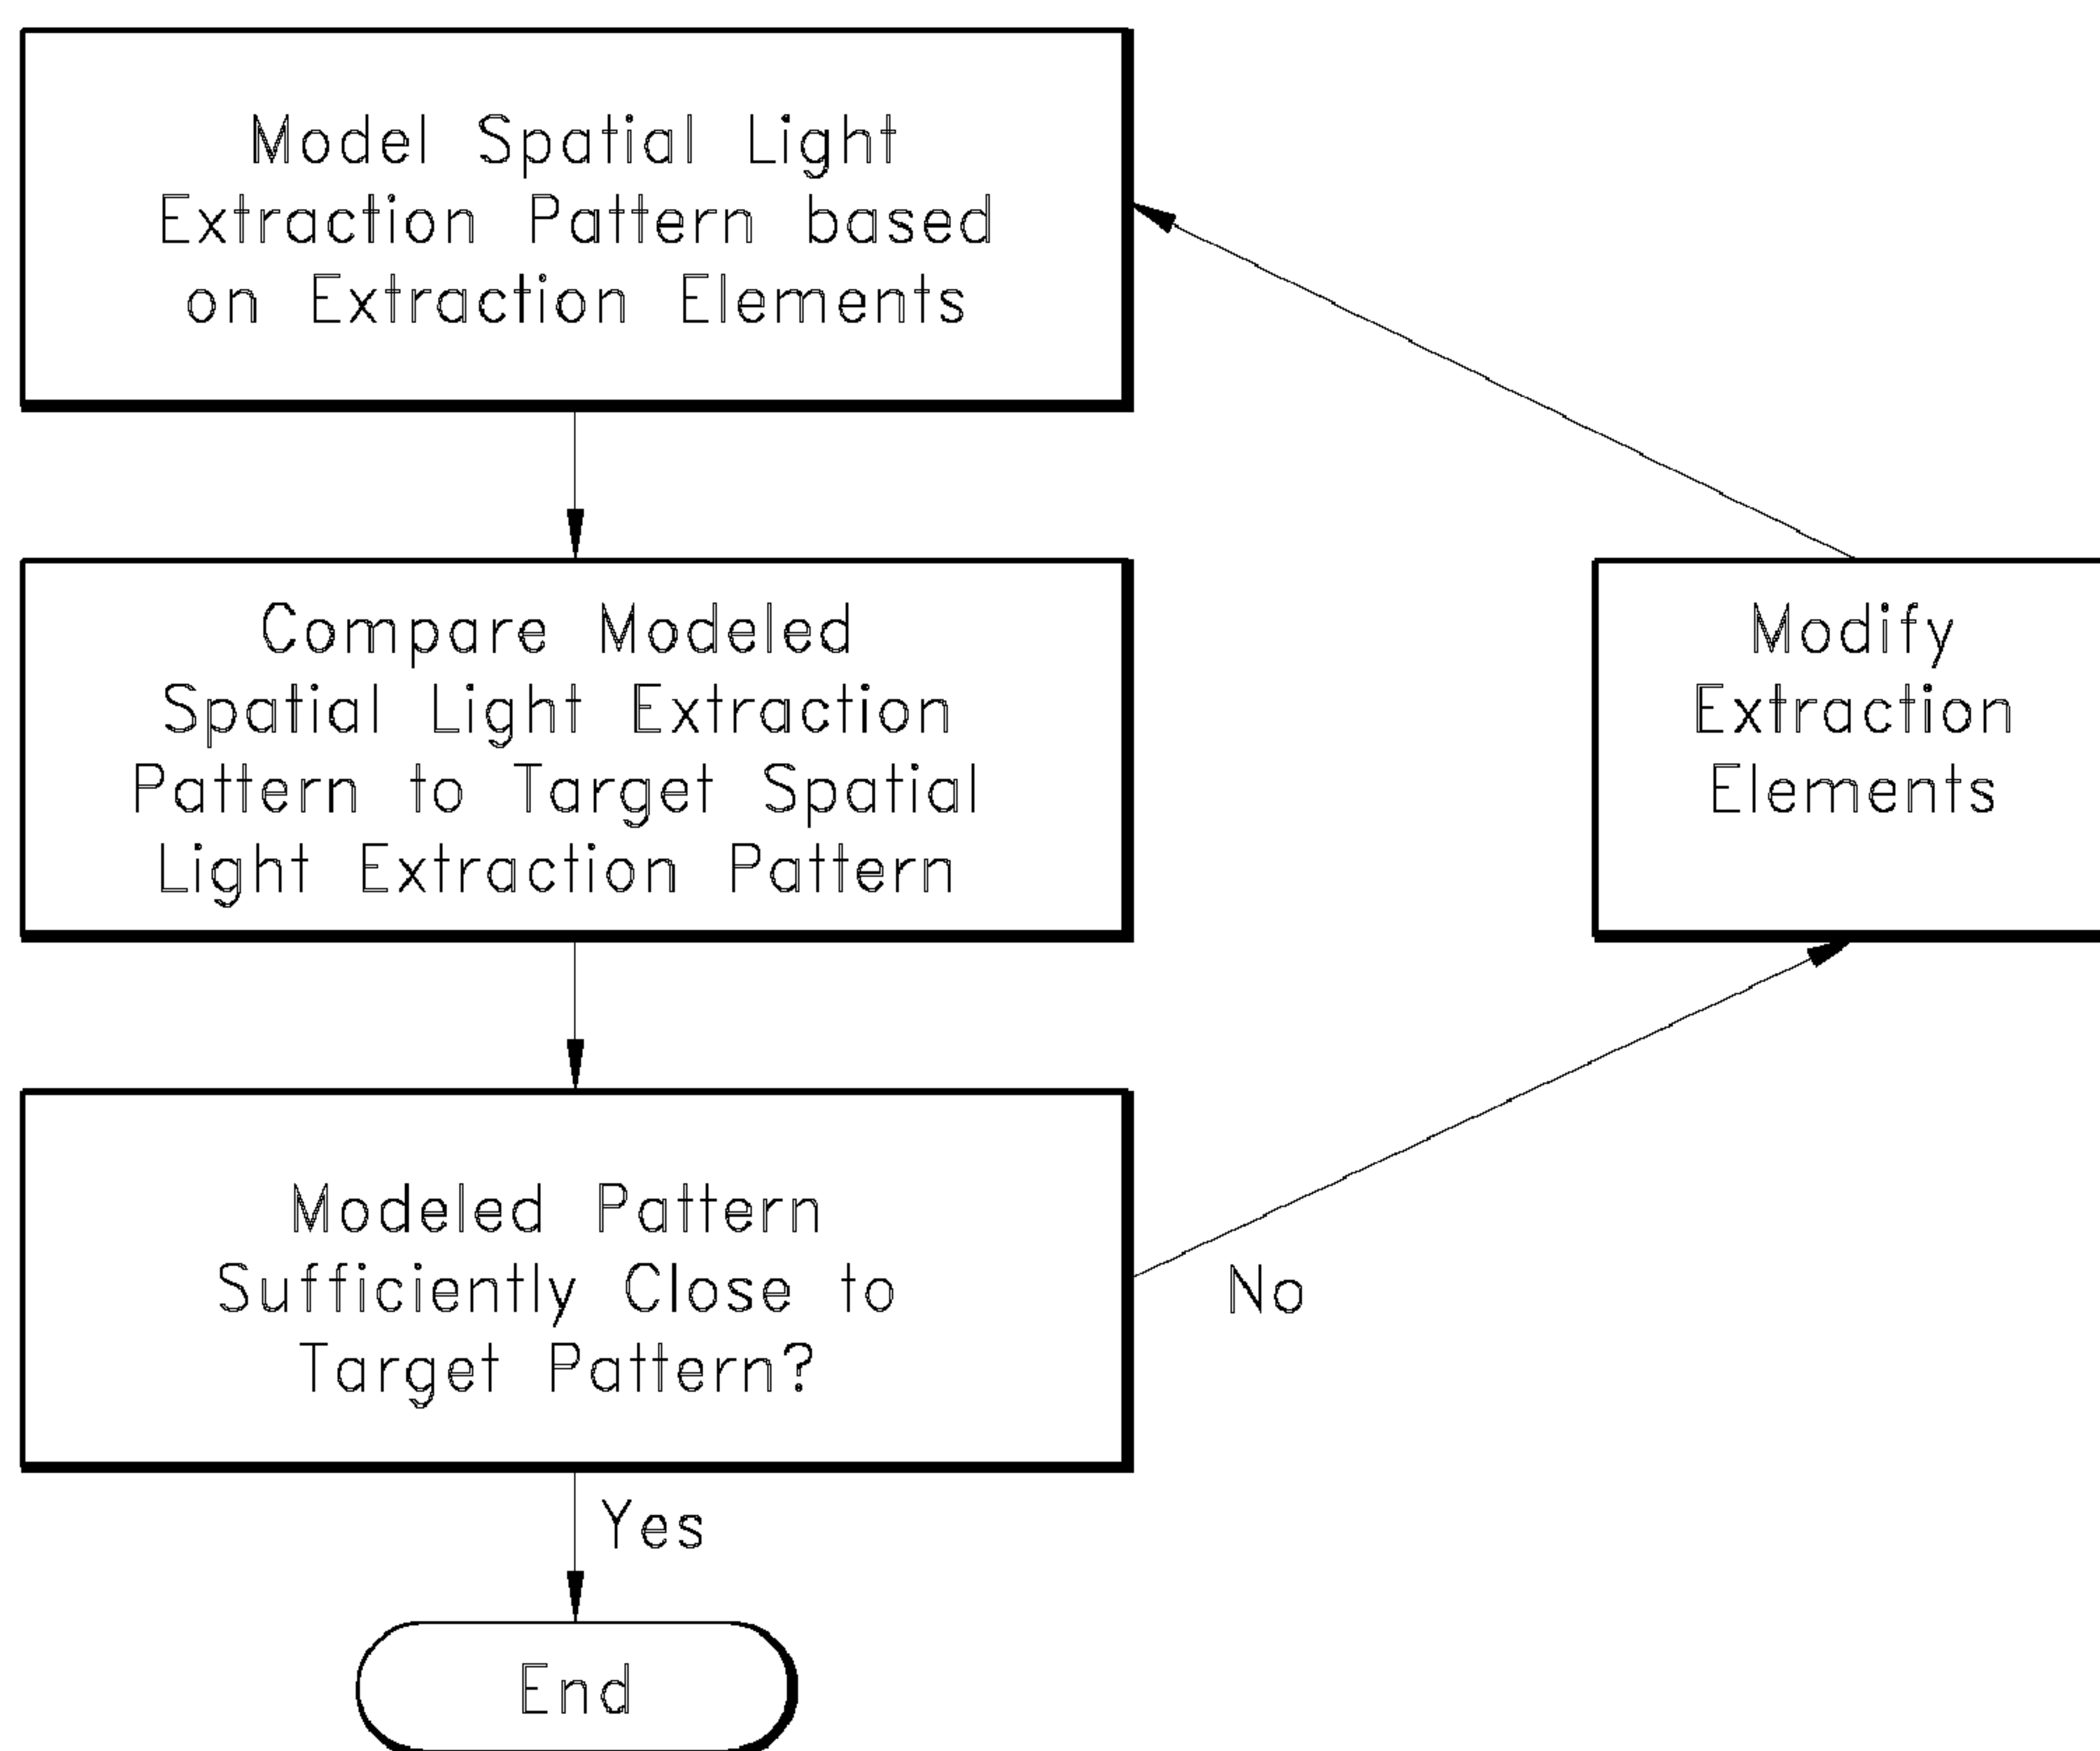 Model Spatial Light
Extraction Pattern based
on Extraction Elements
Compare Modeled
Spatial Light Extraction
Pattern to Target Spatial
Light Extraction Pattern
Modify
Extraction
Elements
Modeled Pattern
Sufficiently Close to
Target Pattern?
No
Yes
End